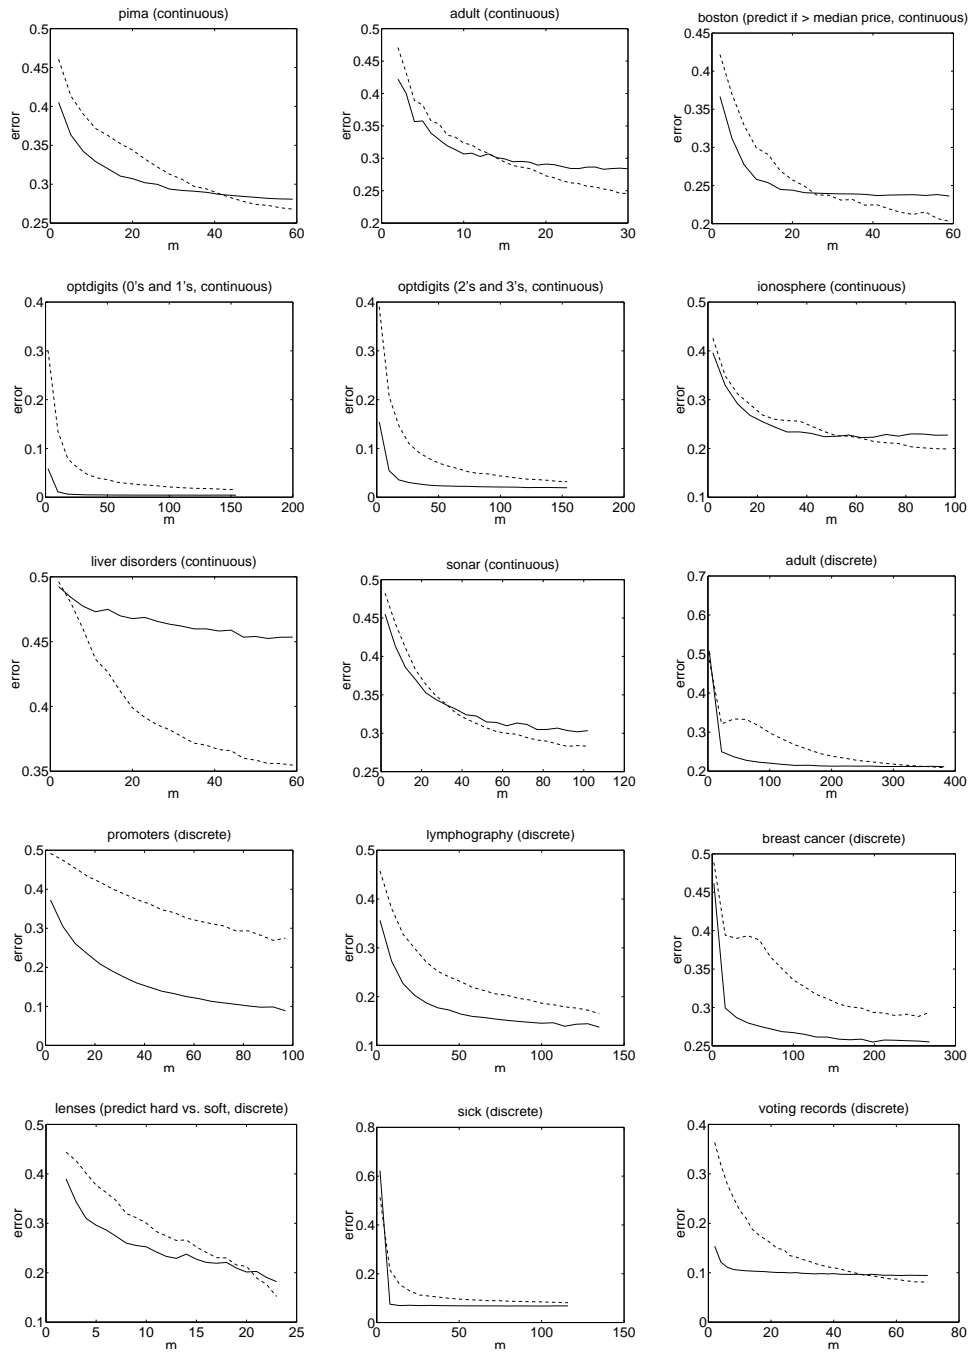 pima (continuous)
0.5
0.45
0.4
0.35
0.3
0.25
error
0 20 40 60
m
adult (continuous)
0.5
0.45
0.4
0.35
0.3
0.25
0.2
error
0 10 20 30
m
boston (predict if > median price, continuous)
0.45
0.4
0.35
0.3
0.25
0.2
error
0 20 40 60
m
optdigits (0's and 1's, continuous)
0.4
0.3
0.2
0.1
0
error
0 50 100 150 200
m
optdigits (2's and 3's, continuous)
0.4
0.3
0.2
0.1
0
error
0 50 100 150 200
m
ionosphere (continuous)
0.5
0.4
0.3
0.2
0.1
error
0 20 40 60 80 100
m
liver disorders (continuous)
0.5
0.45
0.4
0.35
error
0 20 40 60
m
sonar (continuous)
0.5
0.45
0.4
0.35
0.3
0.25
error
0 20 40 60 80 100 120
m
adult (discrete)
0.7
0.6
0.5
0.4
0.3
0.2
error
0 100 200 300 400
m
promoters (discrete)
0.5
0.4
0.3
0.2
0.1
0
error
0 20 40 60 80 100
m
lymphography (discrete)
0.5
0.4
0.3
0.2
0.1
error
0 50 100 150
m
breast cancer (discrete)
0.5
0.45
0.4
0.35
0.3
0.25
error
0 100 200 300
m
lenses (predict hard vs. soft, discrete)
0.5
0.4
0.3
0.2
0.1
error
0 5 10 15 20 25
m
sick (discrete)
0.8
0.6
0.4
0.2
0
error
0 50 100 150
m
voting records (discrete)
0.4
0.3
0.2
0.1
0
error
0 20 40 60 80
m